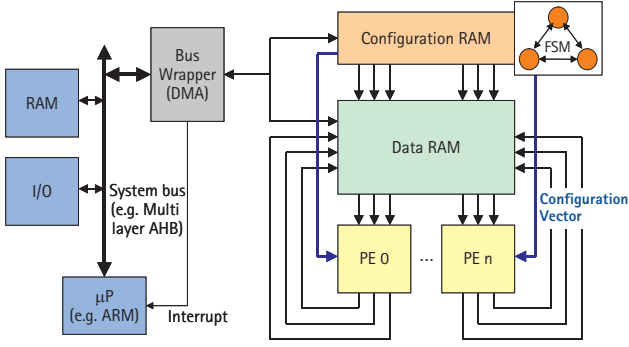 Configuration RAM
FSM
Bus
Wrapper
(DMA)
RAM
Data RAM
I/O
System bus
(e.g. Multi
layer AHB)
Configuration
Vector
PE 0
...
PE n
µP
(e.g. ARM)
Interrupt